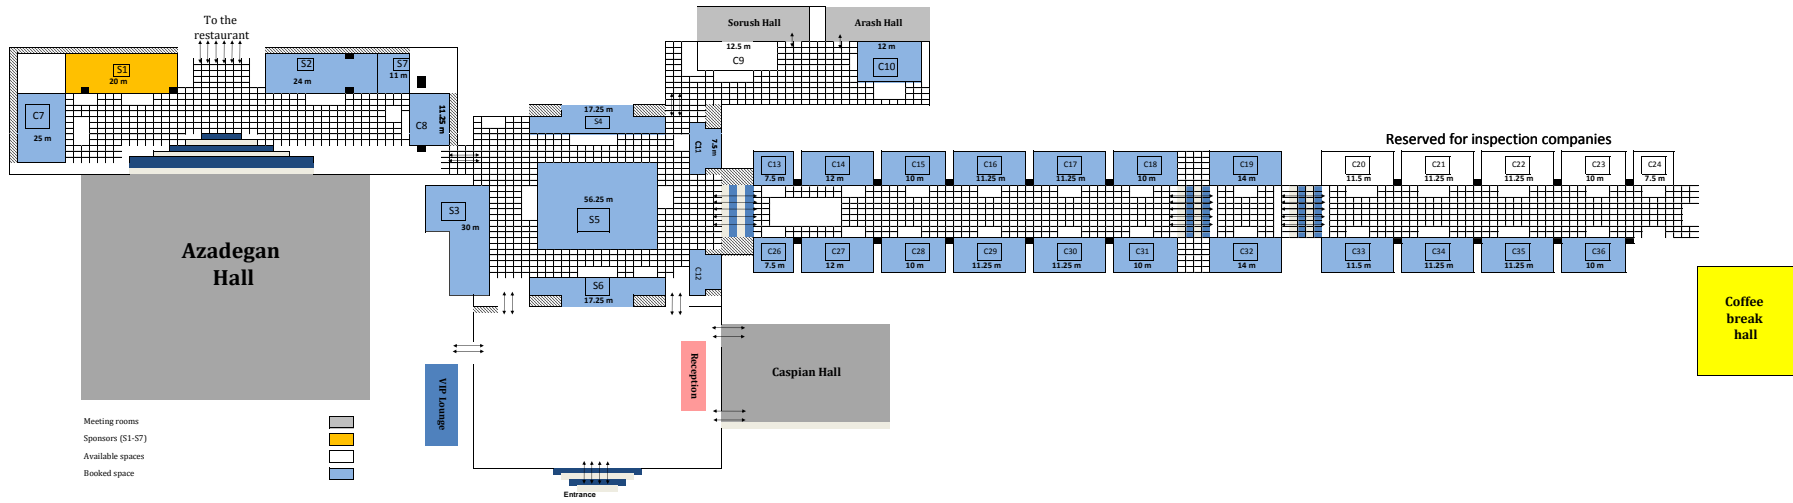 To the
restaurant
Sorush Hall
Arash Hall
S1
20 m
S2
24 m
S7
11 m
12.5 m
C9
12 m
C10
C7
25 m
C8
11.25 m
17.25 m
S4
C11
7.5 m
Reserved for inspection companies
C13
7.5 m
C14
12 m
C15
10 m
C16
11.25 m
C17
11.25 m
C18
10 m
C19
14 m
C20
11.5 m
C21
11.25 m
C22
11.25 m
C23
10 m
C24
7.5 m
S3
30 m
56.25 m
S5
Azadegan
Hall
C26
7.5 m
C27
12 m
C28
10 m
C29
11.25 m
C30
11.25 m
C31
10 m
C32
14 m
C33
11.5 m
C34
11.25 m
C35
11.25 m
C36
10 m
C12
S6
17.25 m
Coffee
break
hall
Reception
Caspian Hall
VIP Lounge
Meeting rooms
Sponsors (S1-S7)
Available spaces
Booked space
Entrance